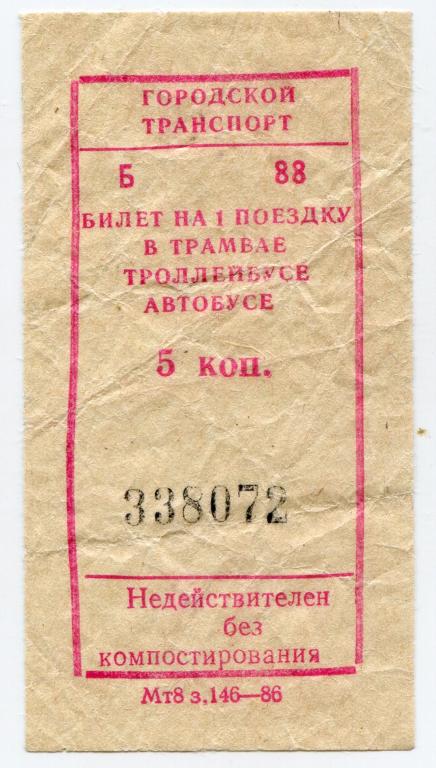 ГОРОДСКОЙ
ТРАНСПОРТ
Б 88
БИЛЕТ НА 1 ПОЕЗДКУ
В ТРАМВАЕ
ТРОЛЛЕЙБУСЕ
АВТОБУСЕ
5 коп.
338072
Недействителен
без
компостирования
Мт8 з.146—86